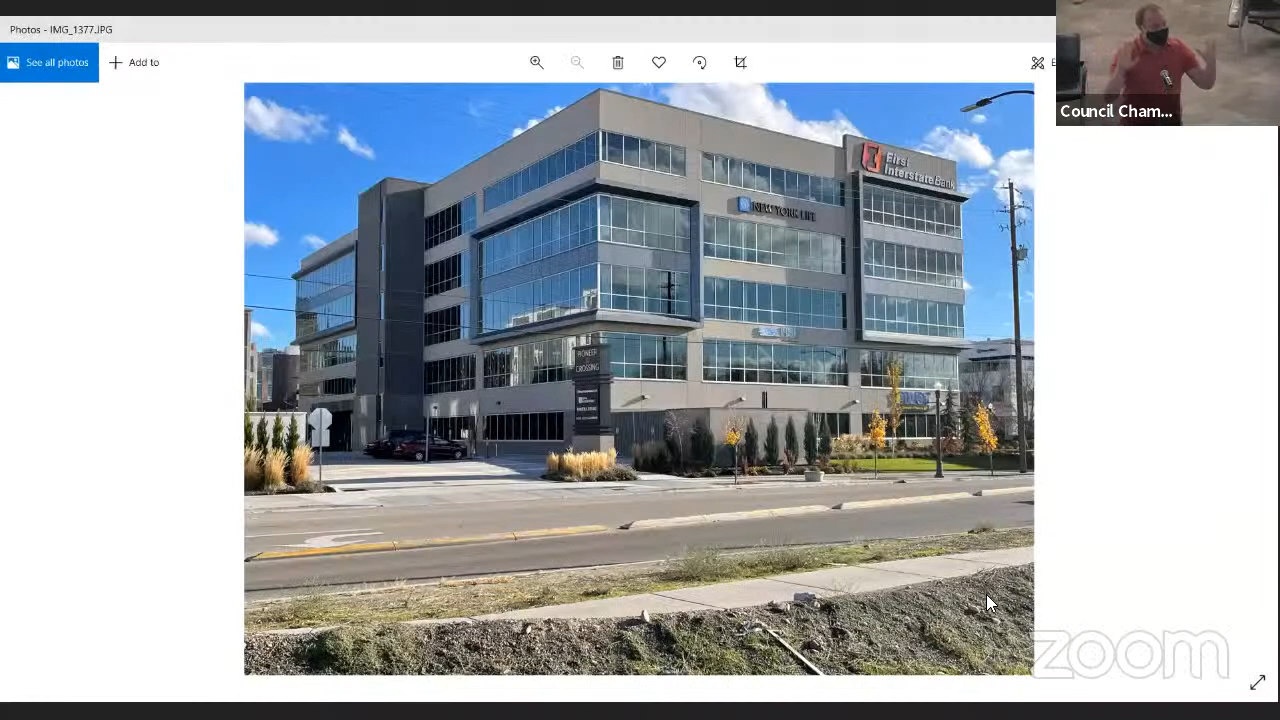 Photos - IMG_1377.JPG
See all photos
Add to
Council Cham...
First
Interstate Bank
NEW YORK LIFE
PIONEER
CROSSING
zoom